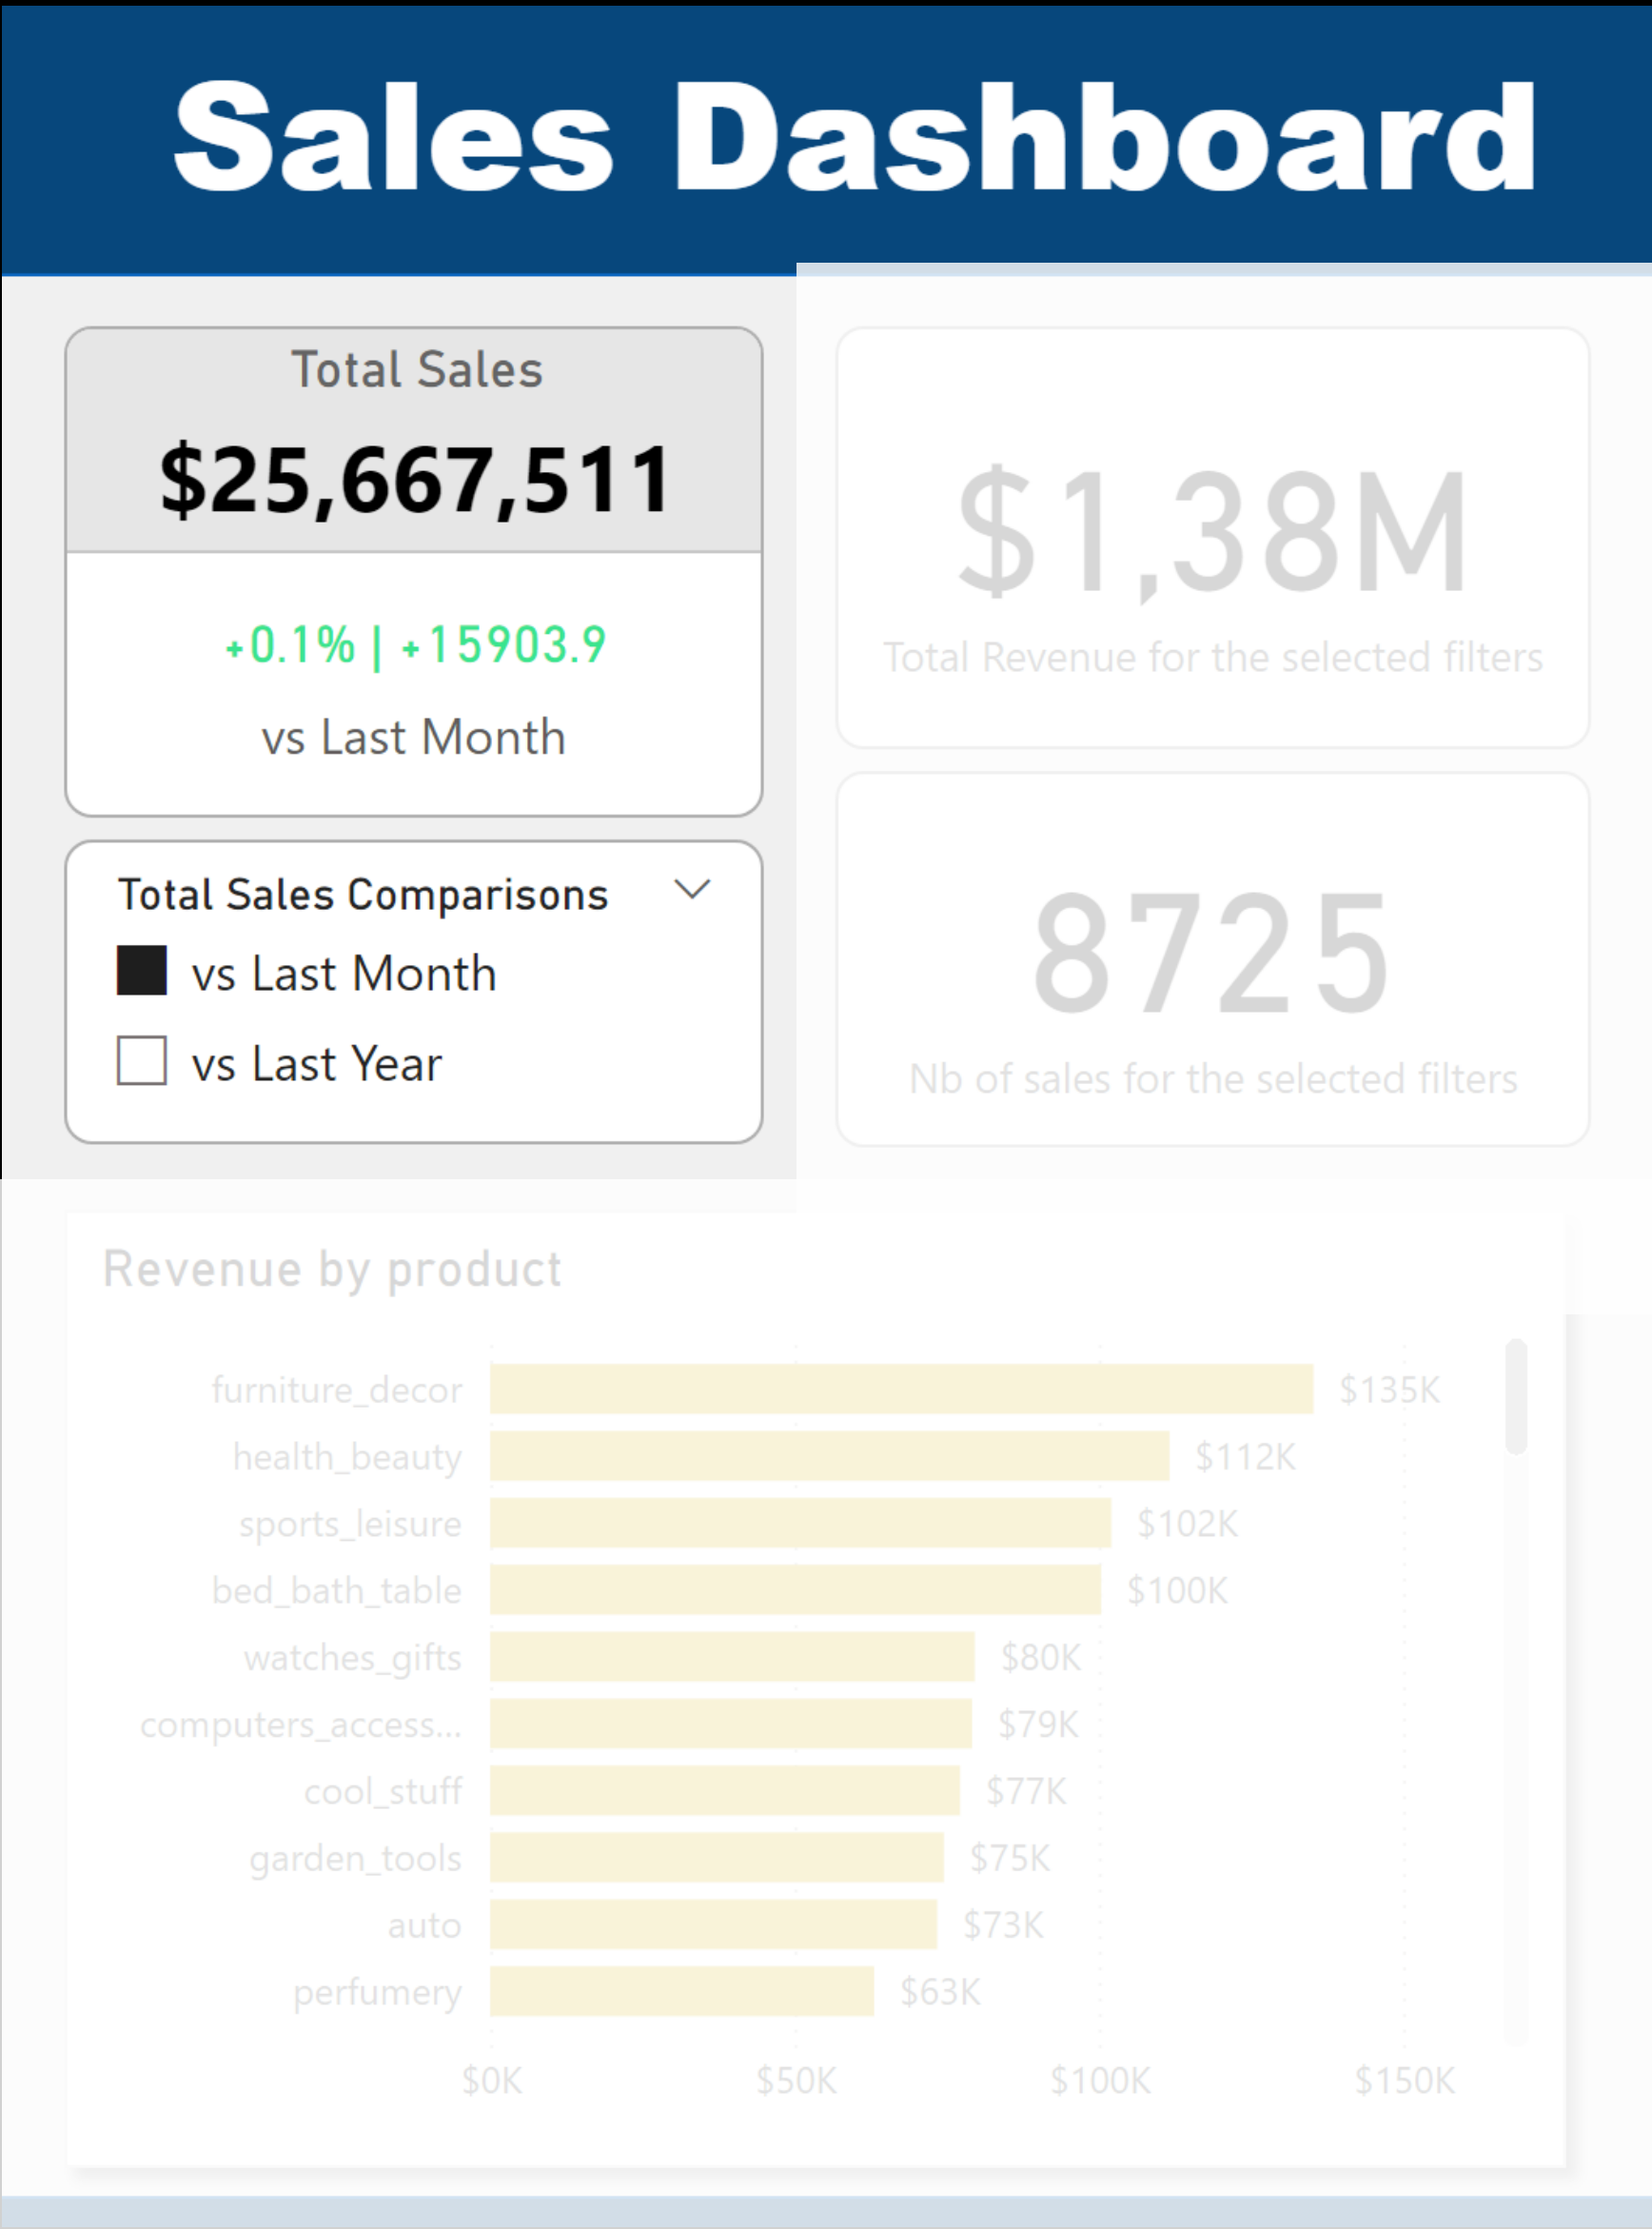 Sales Dashboard
Total Sales
$25,667,511
+0.1% | +15903.9
vs Last Month
Total Sales Comparisons
vs Last Month
vs Last Year
$1,38M
Total Revenue for the selected filters
8725
Nb of sales for the selected filters
Revenue by product
furniture_decor $135K
health_beauty $112K
sports_leisure $102K
bed_bath_table $100K
watches_gifts $80K
computers_access... $79K
cool_stuff $77K
garden_tools $75K
auto $73K
perfumery $63K
$0K $50K $100K $150K